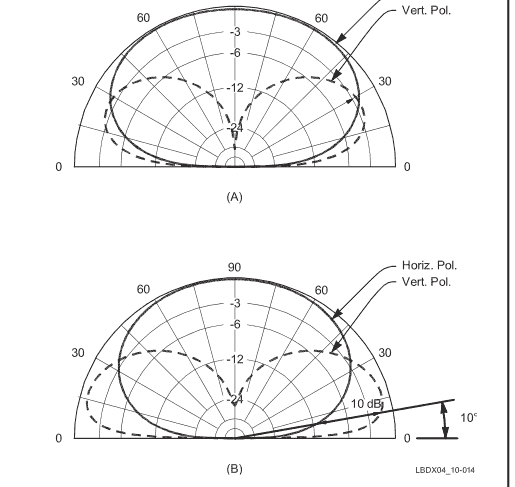 Vert. Pol.
60 60
-3
-6
30 -12 30
-24
0 0
(A)
90
Horiz. Pol.
Vert. Pol.
60 60
-3
-6
30 -12 30
-24
10 dB
10°
0 0
(B)
LBDX04_10-014